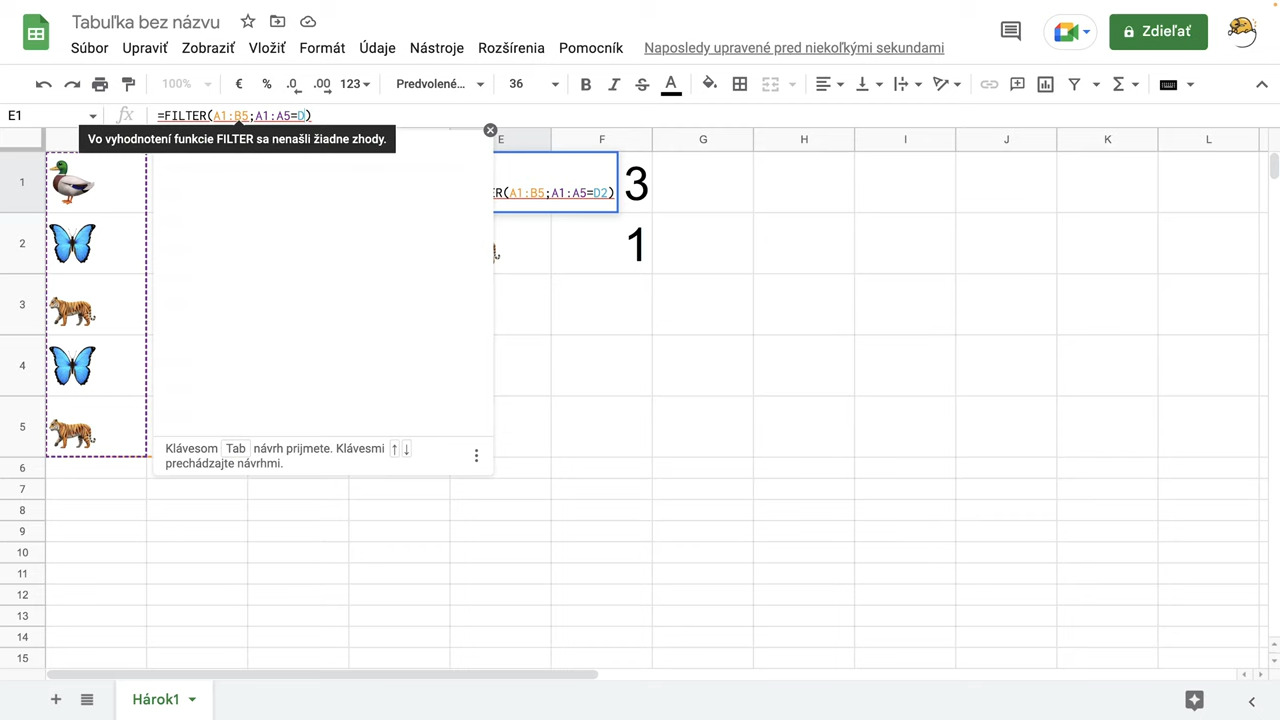 Tabuľka bez názvu
Súbor Upraviť Zobraziť Vložiť Formát Údaje Nástroje Rozšírenia Pomocník Naposledy upravené pred niekoľkými sekundami
Zdieľať
100% € % .0 .00 123 Predvolené... 36 B I S A
E1 fx =FILTER(A1:B5;A1:A5=D)
Vo vyhodnotení funkcie FILTER sa nenašli žiadne zhody.
E F G H I J K L
1 ER(A1:B5;A1:A5=D2) 3
2 1
3
4
5
Klávesom Tab návrh prijmete. Klávesmi ↑ ↓
prechádzajte návrhmi.
6
7
8
9
10
11
12
13
14
15
Hárok1